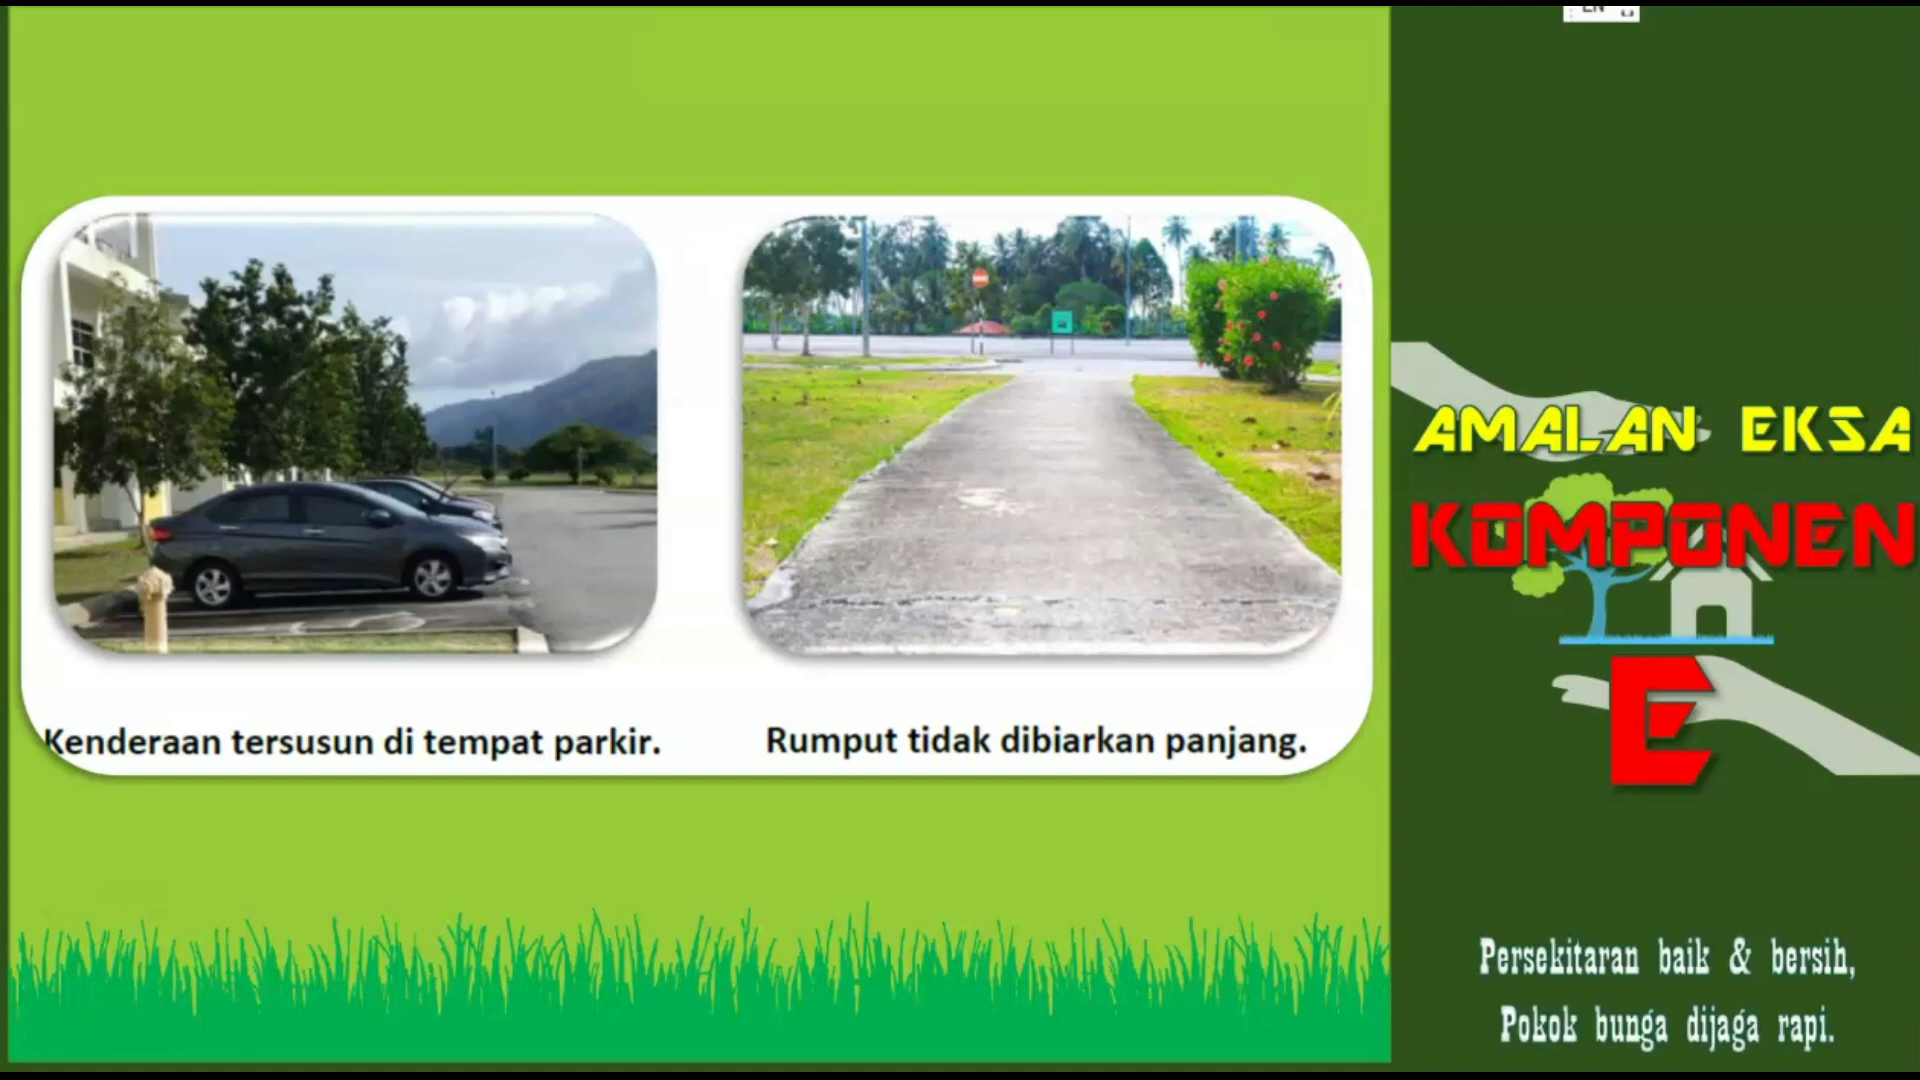 Kenderaan tersusun di tempat parkir.
Rumput tidak dibiarkan panjang.
AMALAN EKSA
KOMPONEN
E
Persekitaran baik & bersih,
Pokok bunga dijaga rapi.